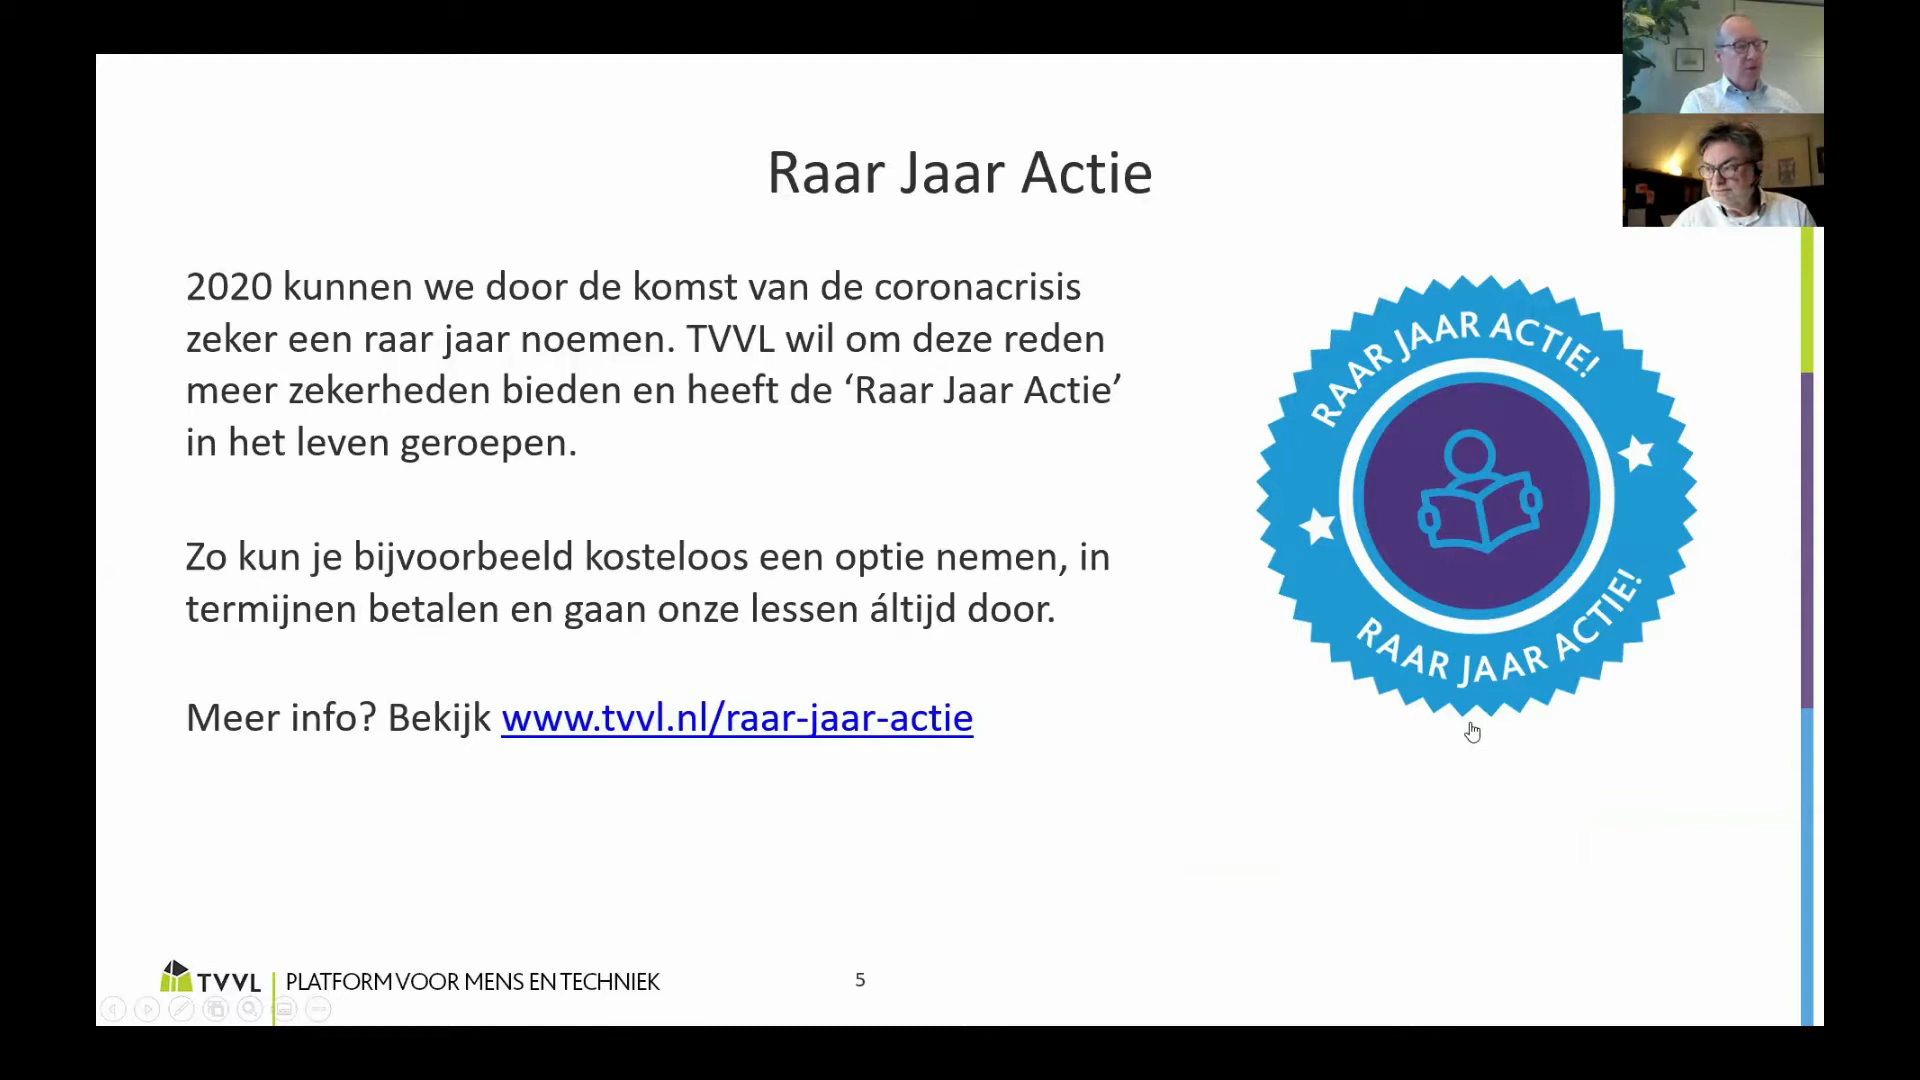 Raar Jaar Actie
2020 kunnen we door de komst van de coronacrisis
zeker een raar jaar noemen. TVVL wil om deze reden
meer zekerheden bieden en heeft de ‘Raar Jaar Actie’
in het leven geroepen.
Zo kun je bijvoorbeeld kosteloos een optie nemen, in
termijnen betalen en gaan onze lessen áltijd door.
Meer info? Bekijk www.tvvl.nl/raar-jaar-actie
RAAR JAAR ACTIE!
RAAR JAAR ACTIE!
TVVL PLATFORM VOOR MENS EN TECHNIEK
5